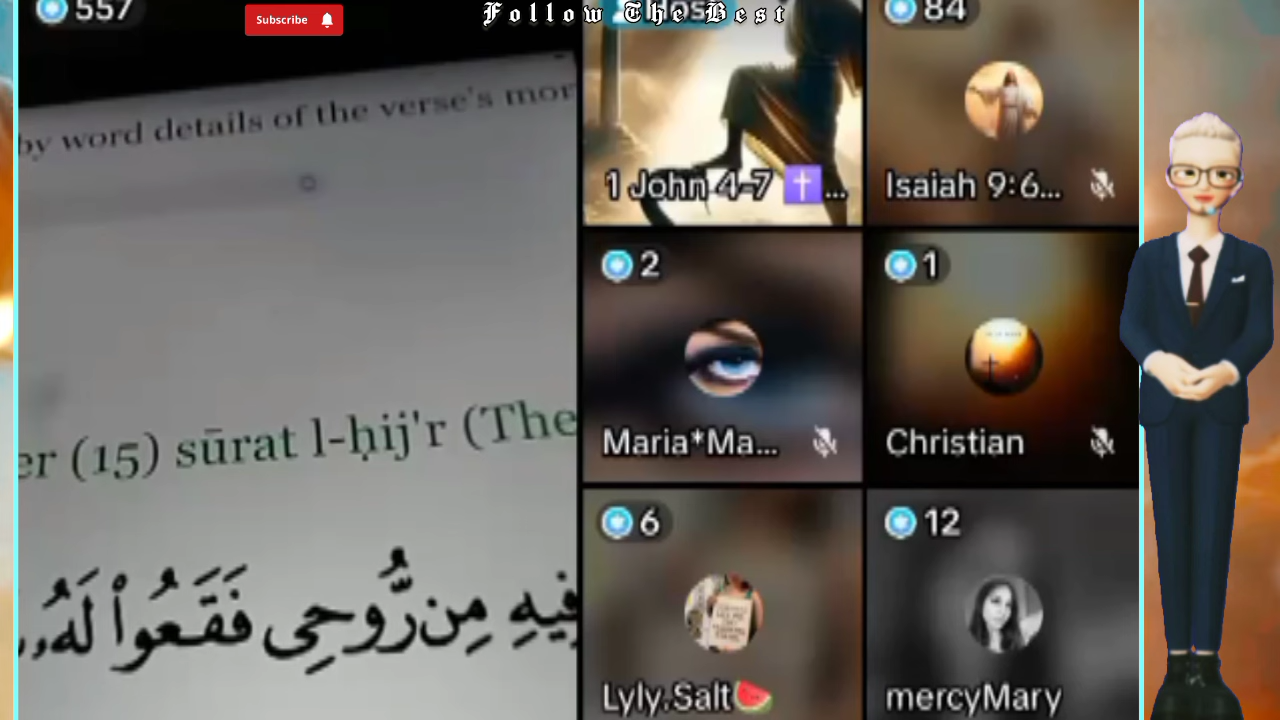 557
Subscribe
Follow The Best
Hos
84
by word details of the verse's mor
1 John 4-7 ✝️...
Isaiah 9:6...
2
1
er (15) sūrat l-ḥij'r (The
Maria*Ma...
Christian
6
12
فِيهِ مِن رُّوحِى فَقَعُوا۟ لَهُۥ
Lyly.Salt🍉
mercyMary